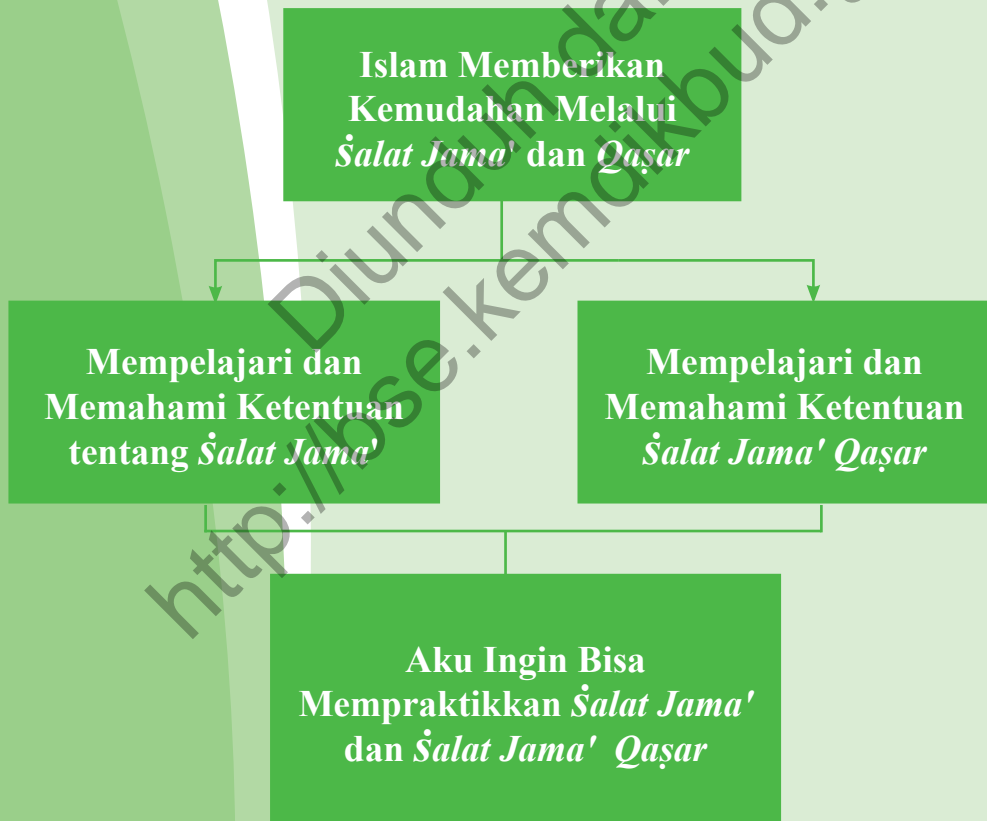 Islam Memberikan
Kemudahan Melalui
Ṡalat Jama' dan Qaṣar
Mempelajari dan
Memahami Ketentuan
tentang Ṡalat Jama'
Mempelajari dan
Memahami Ketentuan
Ṡalat Jama' Qaṣar
Aku Ingin Bisa
Mempraktikkan Ṡalat Jama'
dan Ṡalat Jama' Qaṣar
Diunduh
http://bse.kemdikbud.